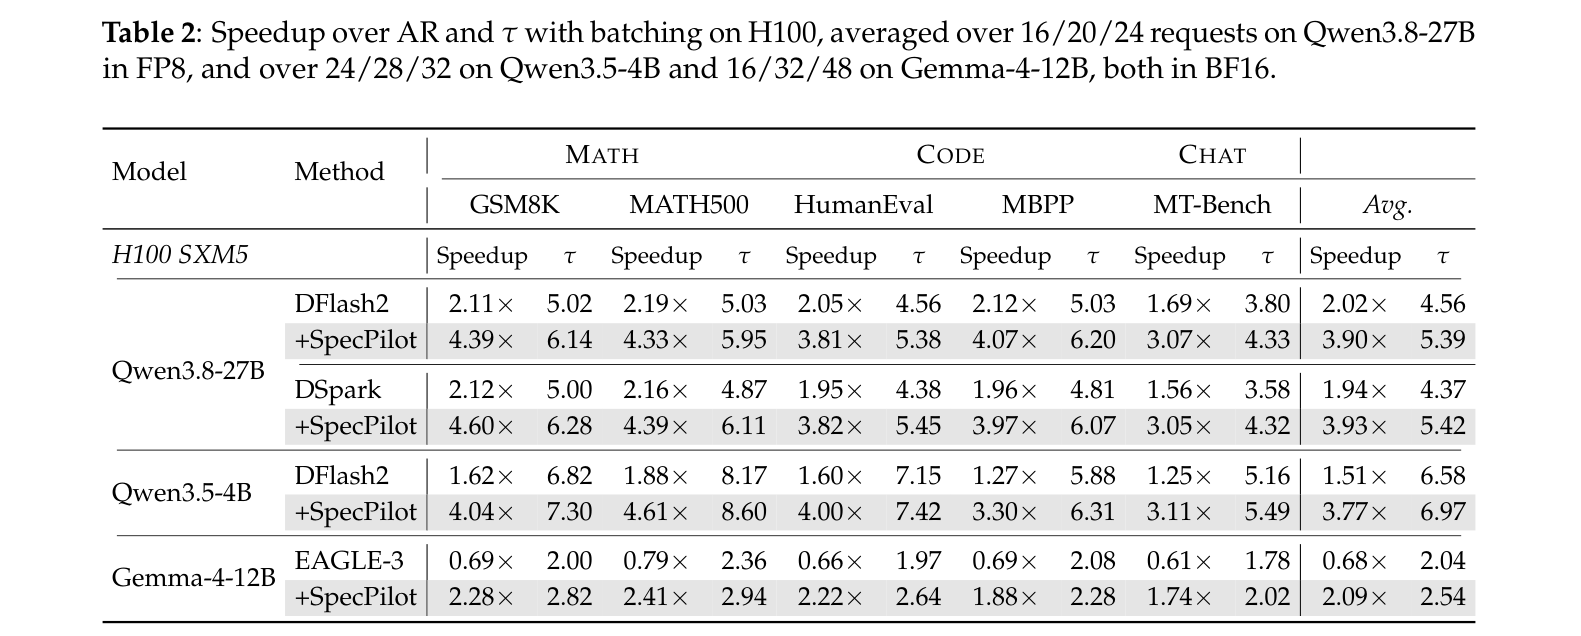 Table 2: Speedup over AR and τ with batching on H100, averaged over 16/20/24 requests on Qwen3.8-27B
in FP8, and over 24/28/32 on Qwen3.5-4B and 16/32/48 on Gemma-4-12B, both in BF16.
Model Method MATH CODE CHAT
GSM8K MATH500 HumanEval MBPP MT-Bench Avg.
H100 SXM5 Speedup τ Speedup τ Speedup τ Speedup τ Speedup τ Speedup τ
Qwen3.8-27B
DFlash2 2.11× 5.02 2.19× 5.03 2.05× 4.56 2.12× 5.03 1.69× 3.80 2.02× 4.56
+SpecPilot 4.39× 6.14 4.33× 5.95 3.81× 5.38 4.07× 6.20 3.07× 4.33 3.90× 5.39
DSpark 2.12× 5.00 2.16× 4.87 1.95× 4.38 1.96× 4.81 1.56× 3.58 1.94× 4.37
+SpecPilot 4.60× 6.28 4.39× 6.11 3.82× 5.45 3.97× 6.07 3.05× 4.32 3.93× 5.42
Qwen3.5-4B
DFlash2 1.62× 6.82 1.88× 8.17 1.60× 7.15 1.27× 5.88 1.25× 5.16 1.51× 6.58
+SpecPilot 4.04× 7.30 4.61× 8.60 4.00× 7.42 3.30× 6.31 3.11× 5.49 3.77× 6.97
Gemma-4-12B
EAGLE-3 0.69× 2.00 0.79× 2.36 0.66× 1.97 0.69× 2.08 0.61× 1.78 0.68× 2.04
+SpecPilot 2.28× 2.82 2.41× 2.94 2.22× 2.64 1.88× 2.28 1.74× 2.02 2.09× 2.54